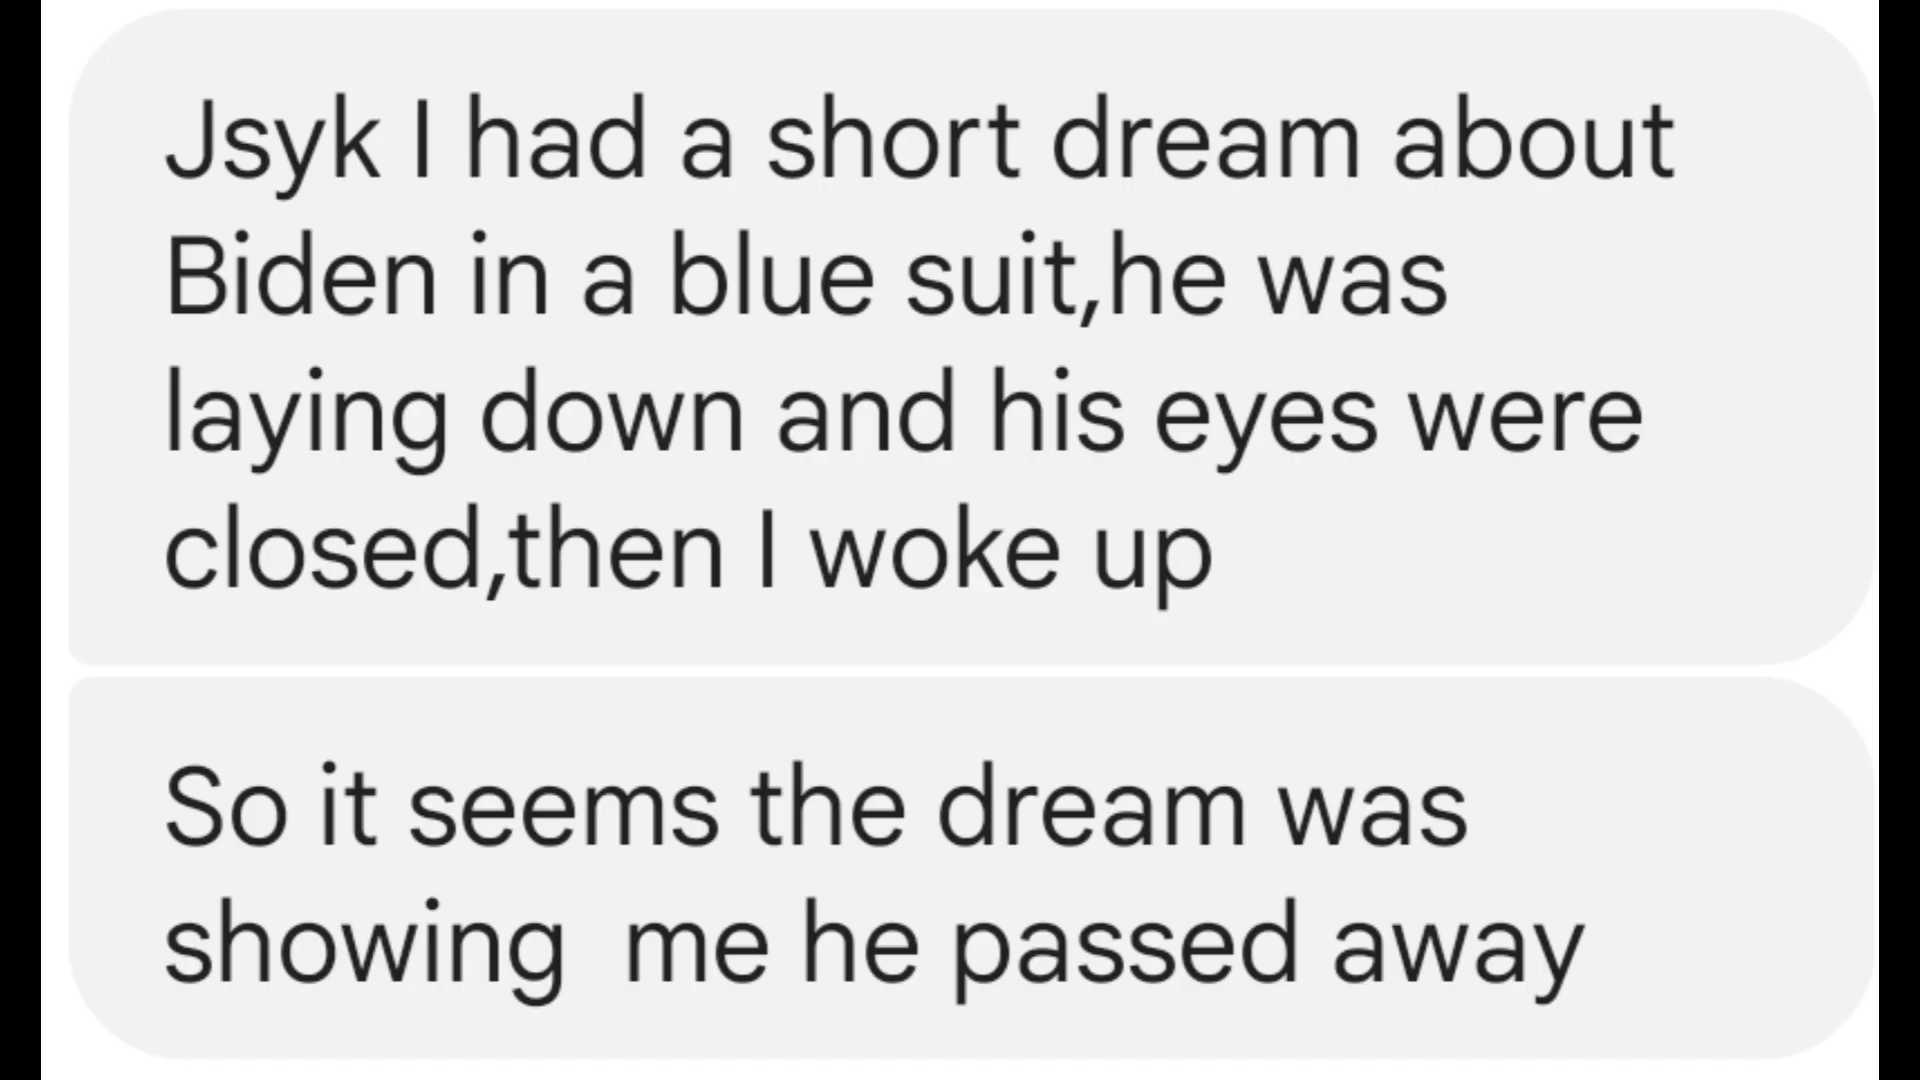 Jsyk I had a short dream about
Biden in a blue suit,he was
laying down and his eyes were
closed,then I woke up
So it seems the dream was
showing  me he passed away